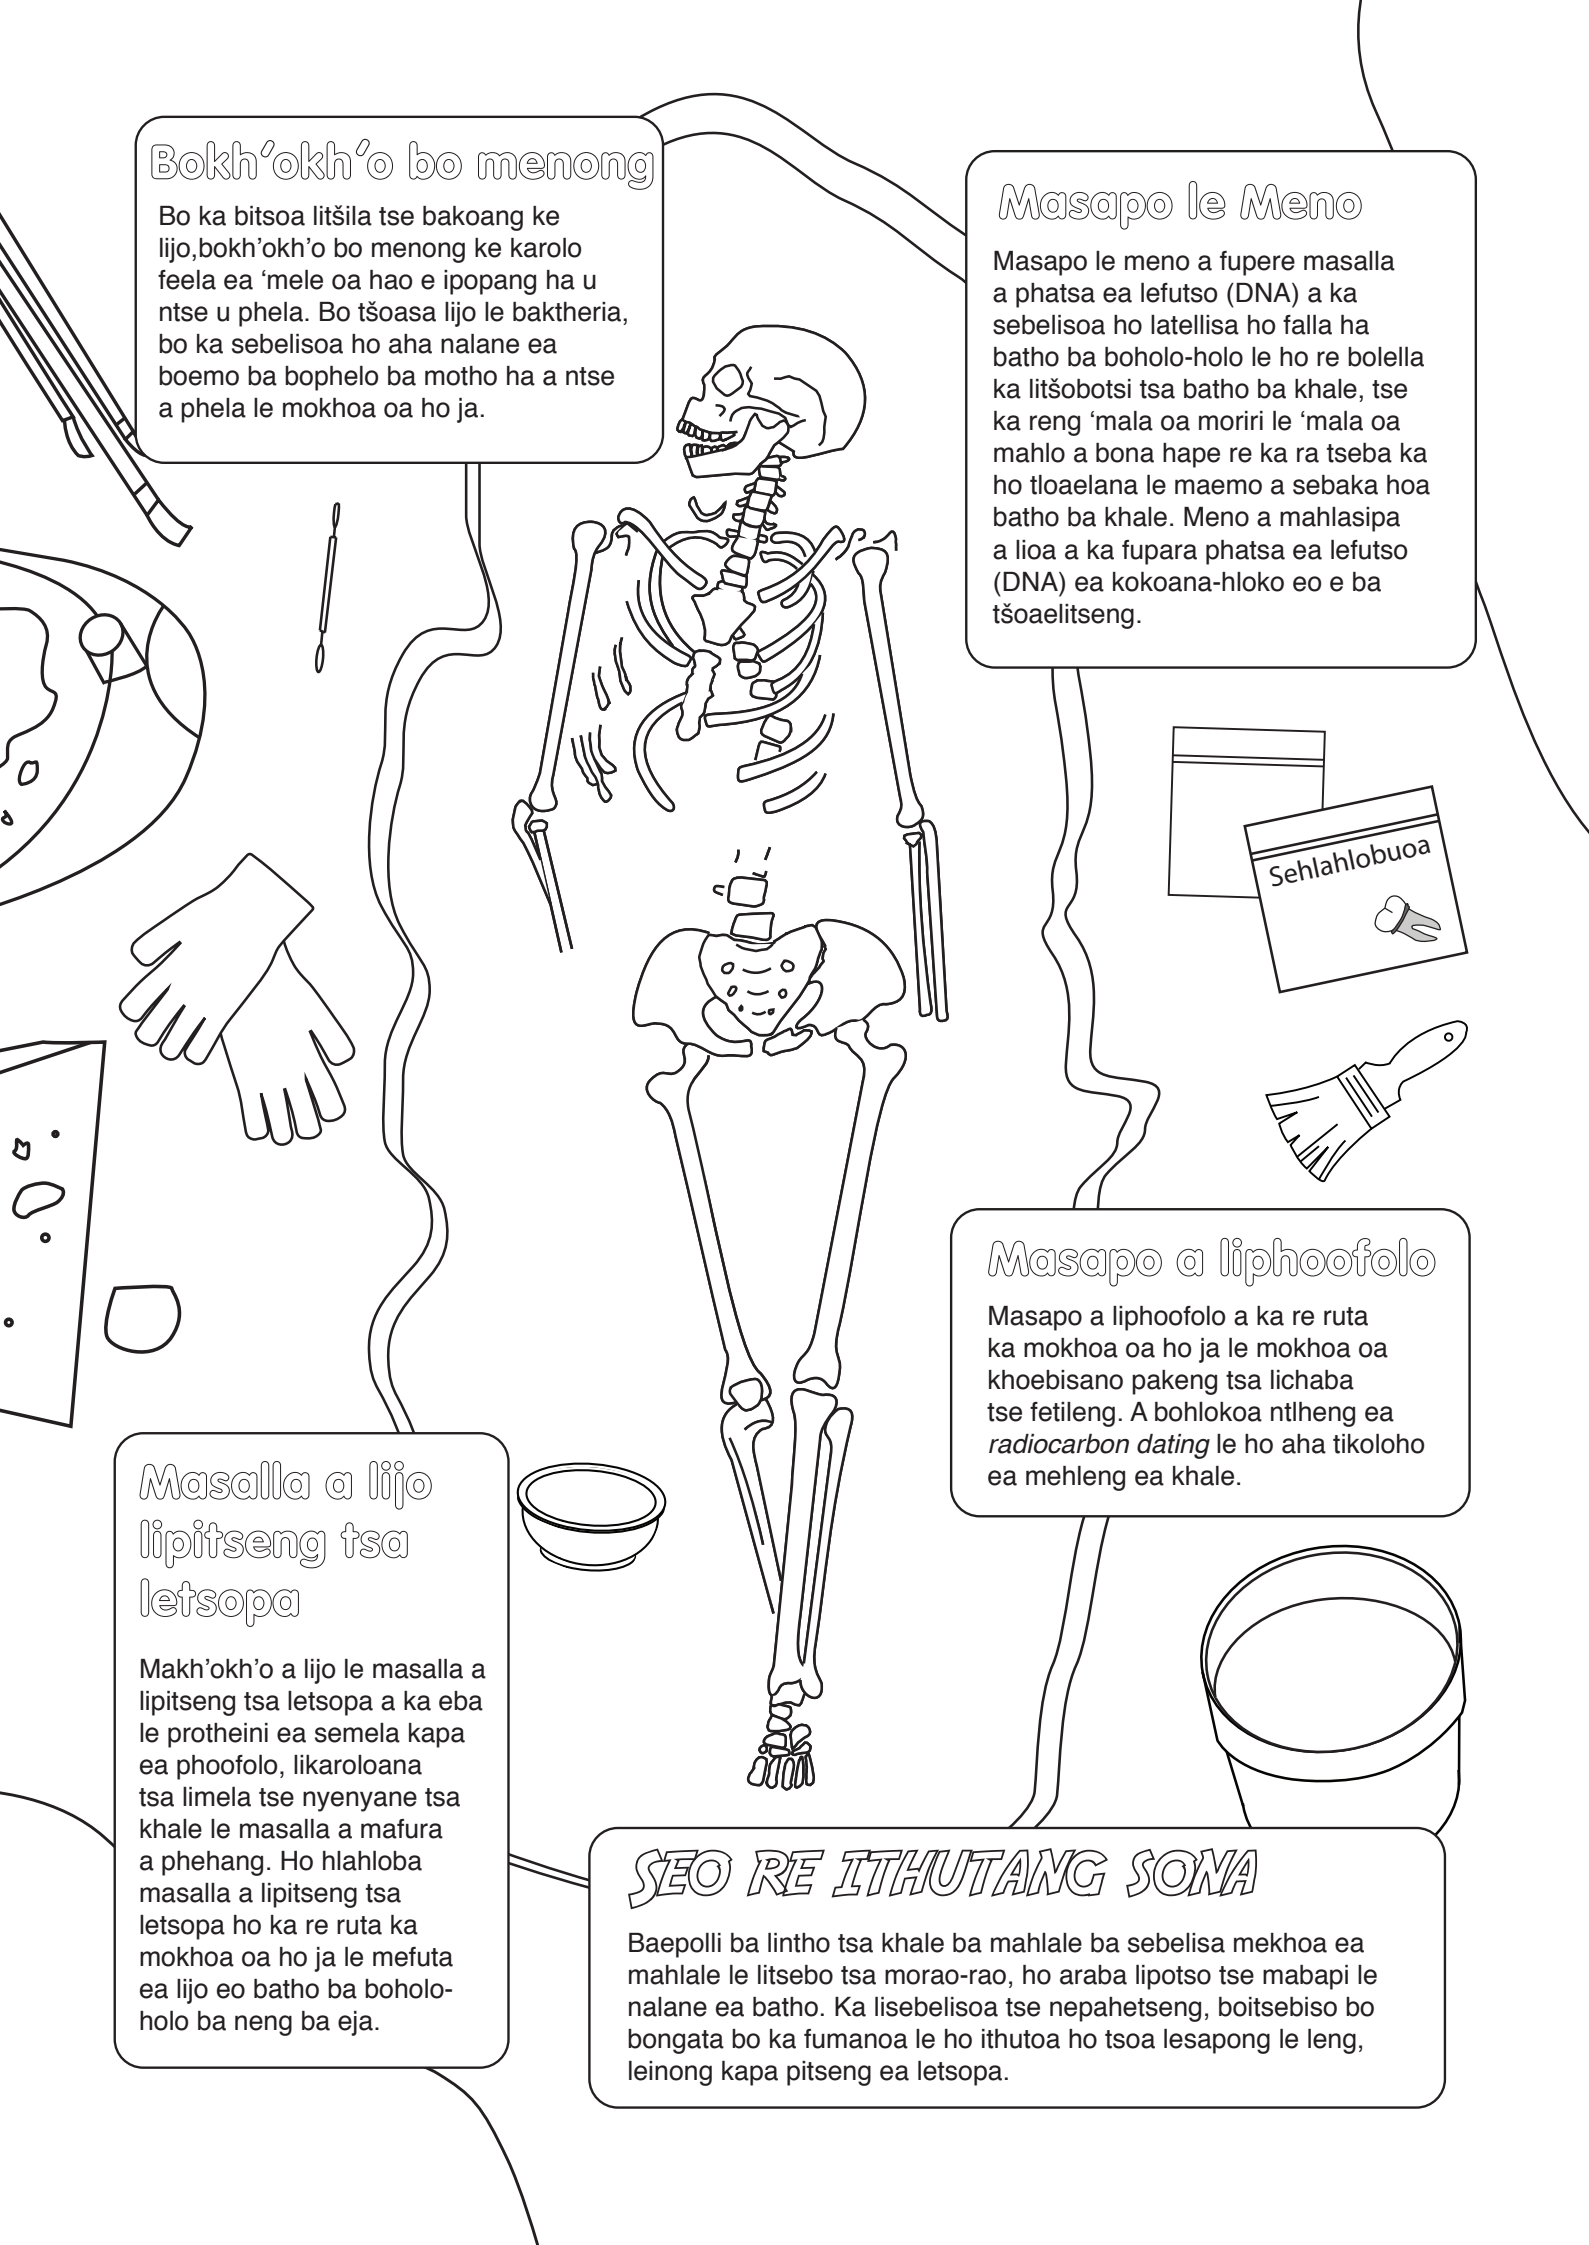 Bokh’okh’o bo menong
Bo ka bitsoa litšila tse bakoang ke
lijo,bokh’okh’o bo menong ke karolo
feela ea ‘mele oa hao e ipopang ha u
ntse u phela. Bo tšoasa lijo le baktheria,
bo ka sebelisoa ho aha nalane ea
boemo ba bophelo ba motho ha a ntse
a phela le mokhoa oa ho ja.
Masapo le Meno
Masapo le meno a fupere masalla
a phatsa ea lefutso (DNA) a ka
sebelisoa ho latellisa ho falla ha
batho ba boholo-holo le ho re bolella
ka litšobotsi tsa batho ba khale, tse
ka reng ‘mala oa moriri le ‘mala oa
mahlo a bona hape re ka ra tseba ka
ho tloaelana le maemo a sebaka hoa
batho ba khale. Meno a mahlasipa
a lioa a ka fupara phatsa ea lefutso
(DNA) ea kokoana-hloko eo e ba
tšoaelitseng.
Sehlahlobuoa
Masapo a liphoofolo
Masapo a liphoofolo a ka re ruta
ka mokhoa oa ho ja le mokhoa oa
khoebisano pakeng tsa lichaba
tse fetileng. A bohlokoa ntlheng ea
radiocarbon dating le ho aha tikoloho
ea mehleng ea khale.
Masalla a lijo
lipitseng tsa
letsopa
Makh’okh’o a lijo le masalla a
lipitseng tsa letsopa a ka eba
le protheini ea semela kapa
ea phoofolo, likaroloana
tsa limela tse nyenyane tsa
khale le masalla a mafura
a phehang. Ho hlahloba
masalla a lipitseng tsa
letsopa ho ka re ruta ka
mokhoa oa ho ja le mefuta
ea lijo eo batho ba boholo-
holo ba neng ba eja.
SEO RE ITHUTANG SONA
Baepolli ba lintho tsa khale ba mahlale ba sebelisa mekhoa ea
mahlale le litsebo tsa morao-rao, ho araba lipotso tse mabapi le
nalane ea batho. Ka lisebelisoa tse nepahetseng, boitsebiso bo
bongata bo ka fumanoa le ho ithutoa ho tsoa lesapong le leng,
leinong kapa pitseng ea letsopa.